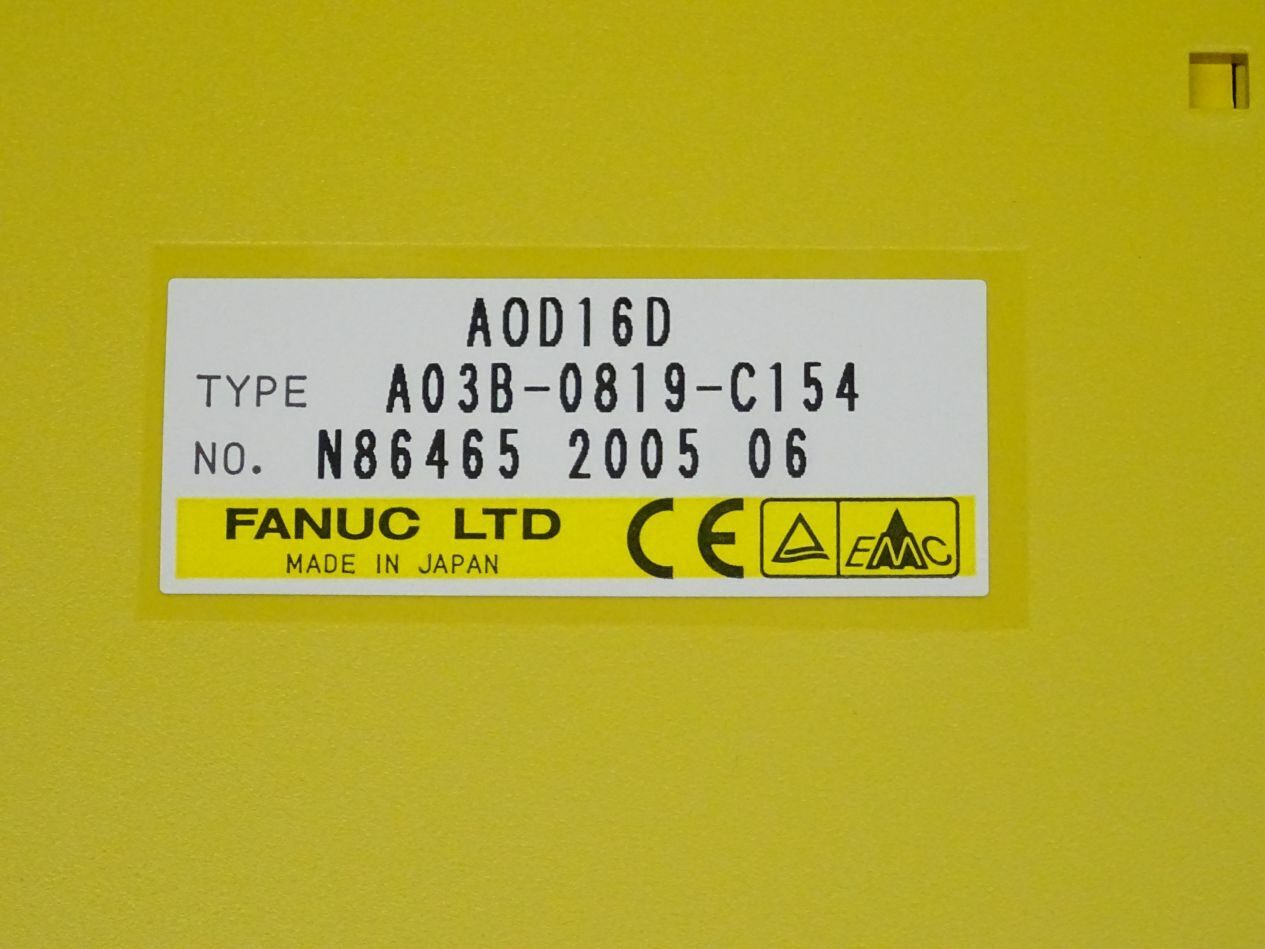 AOD16D
TYPE A03B-0819-C154
NO. N86465 2005 06
FANUC LTD
MADE IN JAPAN
CE
EMC